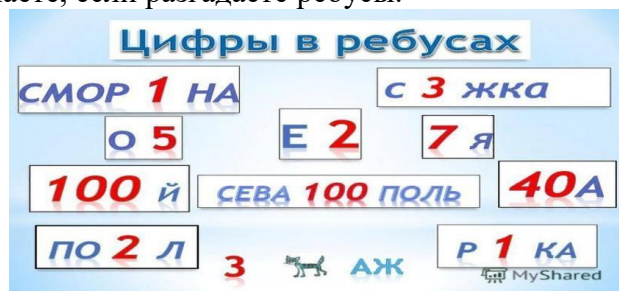 наете, если разгадаете ребусы.
Цифры в ребусах
СМОР 1 НА
с 3 жка
О 5
Е 2
7 я
100 й
СЕВА 100 ПОЛЬ
40А
ПО 2 Л
3 АЖ
Р 1 КА
MyShared